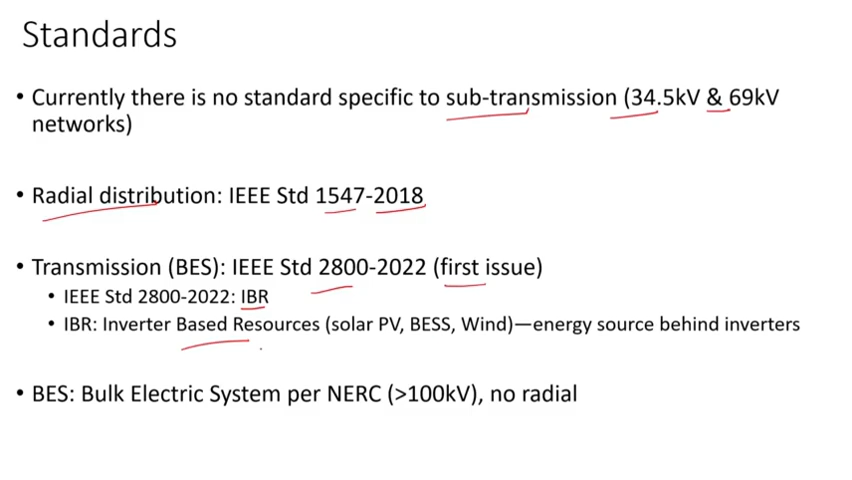 Standards
• Currently there is no standard specific to sub-transmission (34.5kV & 69kV
networks)
• Radial distribution: IEEE Std 1547-2018
• Transmission (BES): IEEE Std 2800-2022 (first issue)
• IEEE Std 2800-2022: IBR
• IBR: Inverter Based Resources (solar PV, BESS, Wind)—energy source behind inverters
• BES: Bulk Electric System per NERC (>100kV), no radial